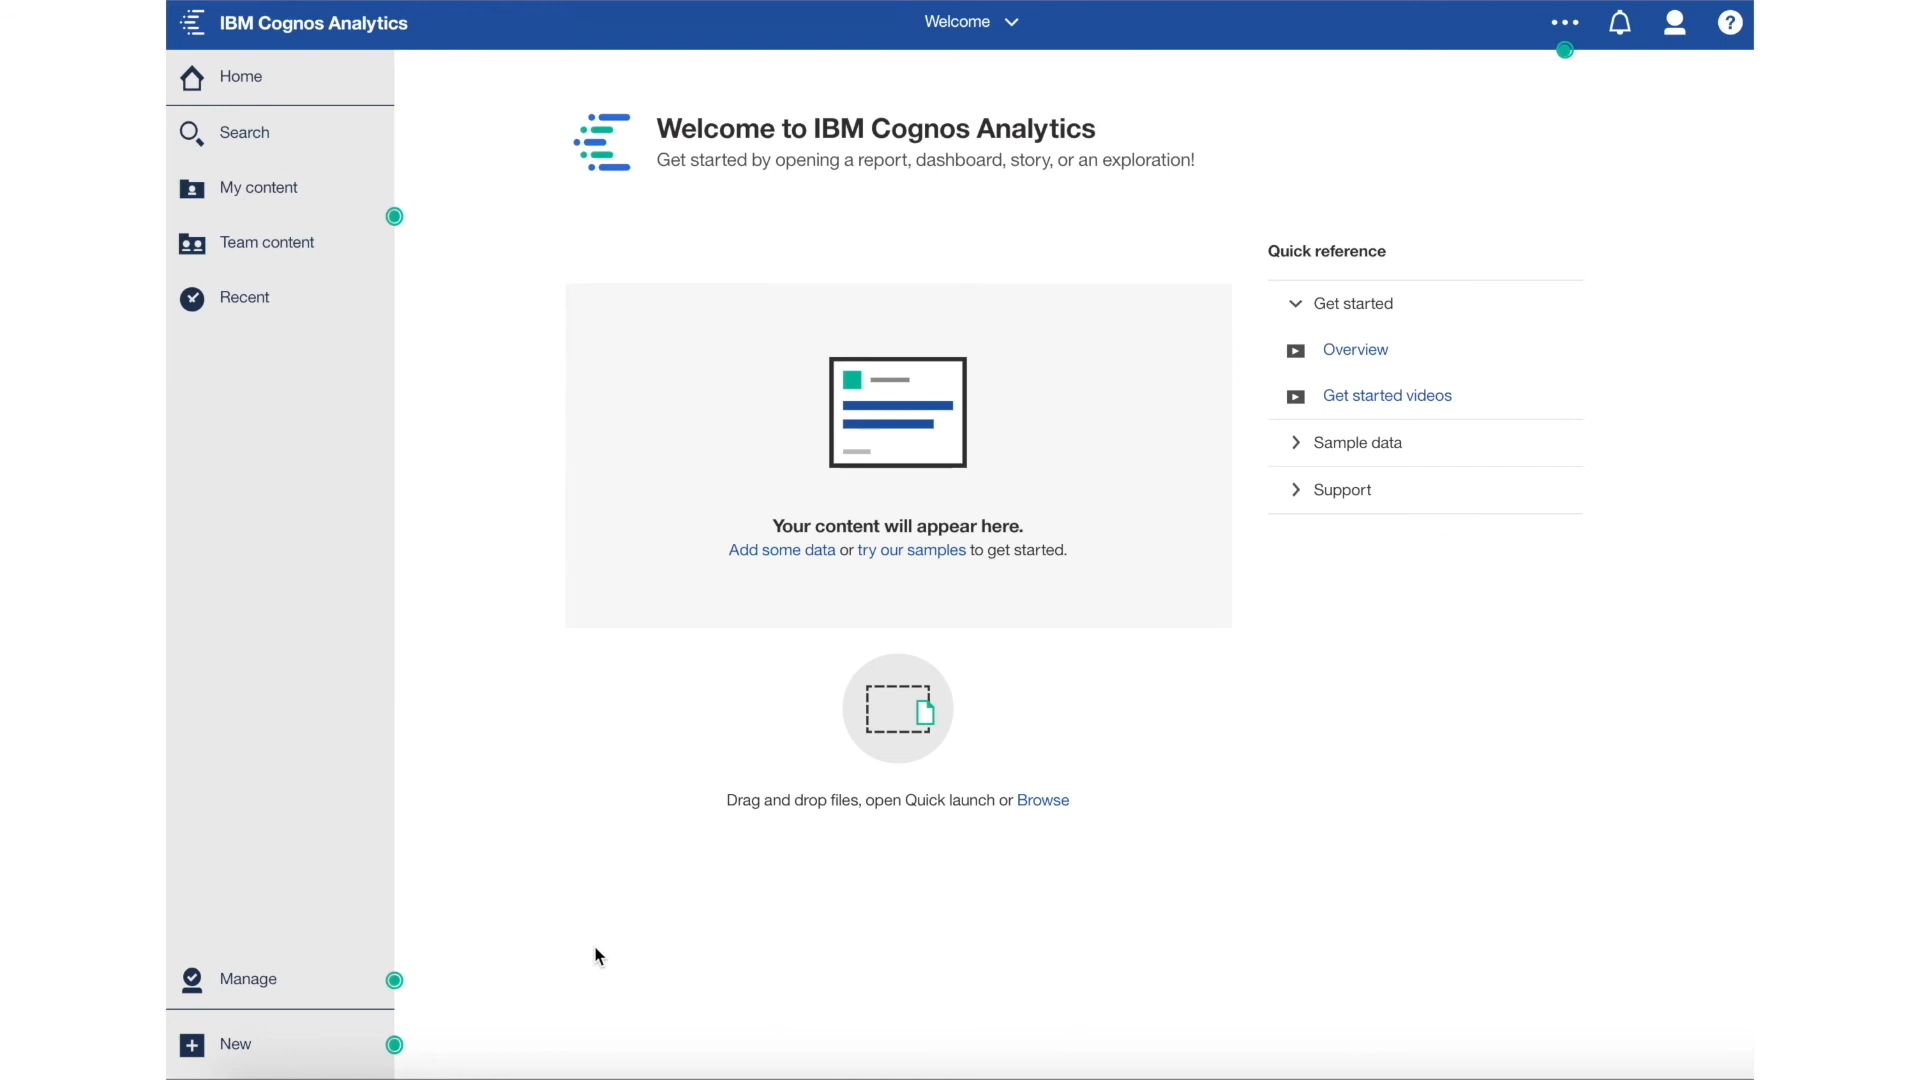 IBM Cognos Analytics
Welcome
?
Home
Search
My content
Team content
Recent
Manage
New
Welcome to IBM Cognos Analytics
Get started by opening a report, dashboard, story, or an exploration!
Your content will appear here.
Add some data or try our samples to get started.
Drag and drop files, open Quick launch or Browse
Quick reference
Get started
Overview
Get started videos
Sample data
Support